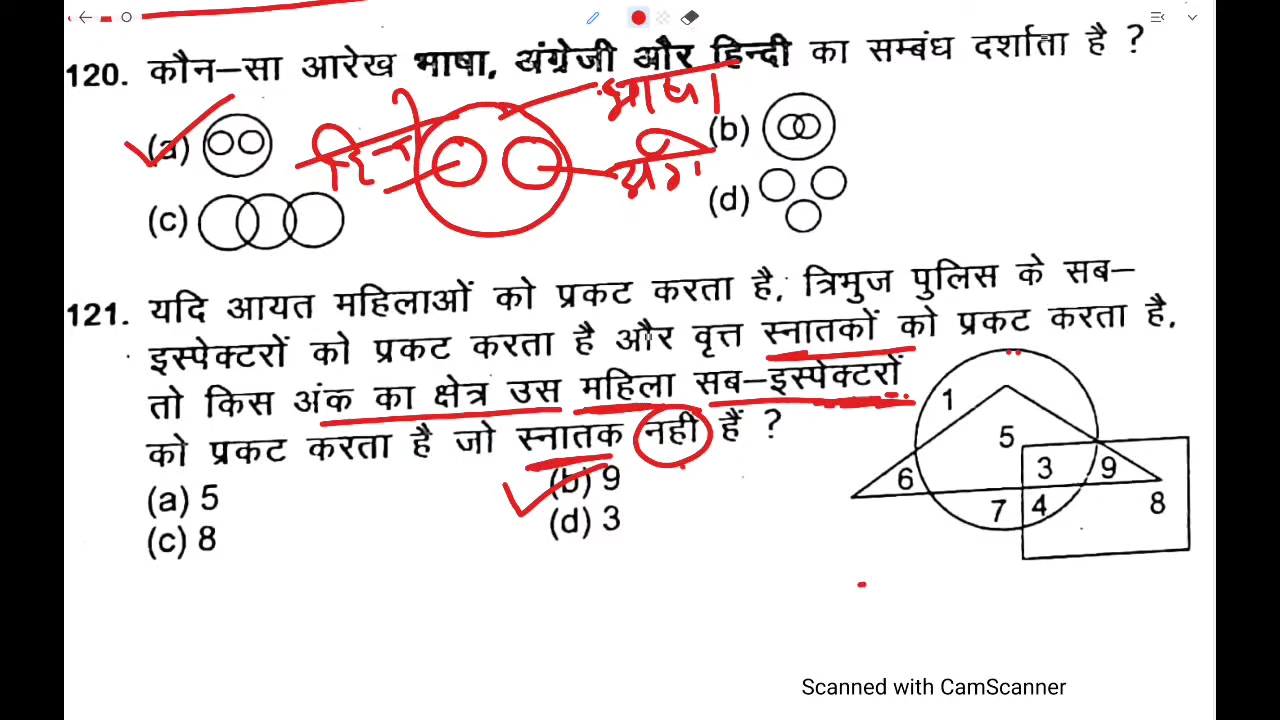 120. कौन-सा आरेख भाषा, अंग्रेजी और हिन्दी का सम्बंध दर्शाता है ?
(a) (b)
(c) (d)
भाषा
हिन्दी
121. यदि आयत महिलाओं को प्रकट करता है, त्रिभुज पुलिस के सब-
इस्पेक्टरों को प्रकट करता है और वृत्त स्नातकों को प्रकट करता है,
तो किस अंक का क्षेत्र उस महिला सब-इस्पेक्टरों
को प्रकट करता है जो स्नातक नही हैं ?
(a) 5 (b) 9
(c) 8 (d) 3
1
5
3 9
6
7 4 8
Scanned with CamScanner